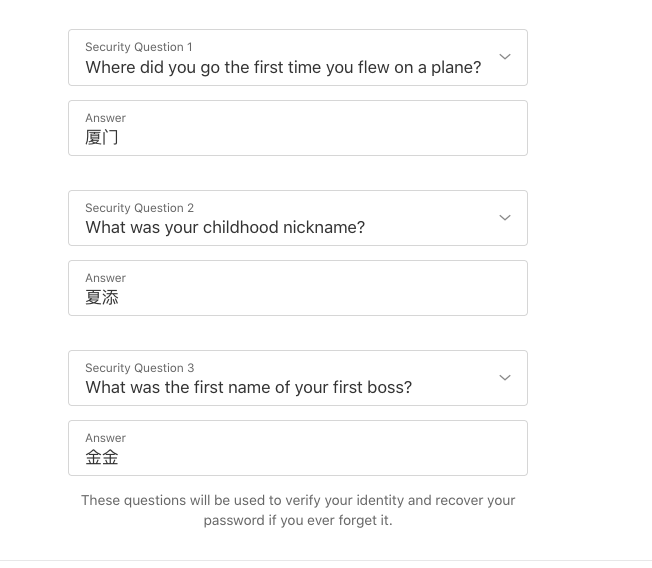 Security Question 1
Where did you go the first time you flew on a plane?
Answer
厦门
Security Question 2
What was your childhood nickname?
Answer
夏添
Security Question 3
What was the first name of your first boss?
Answer
金金
These questions will be used to verify your identity and recover your
password if you ever forget it.